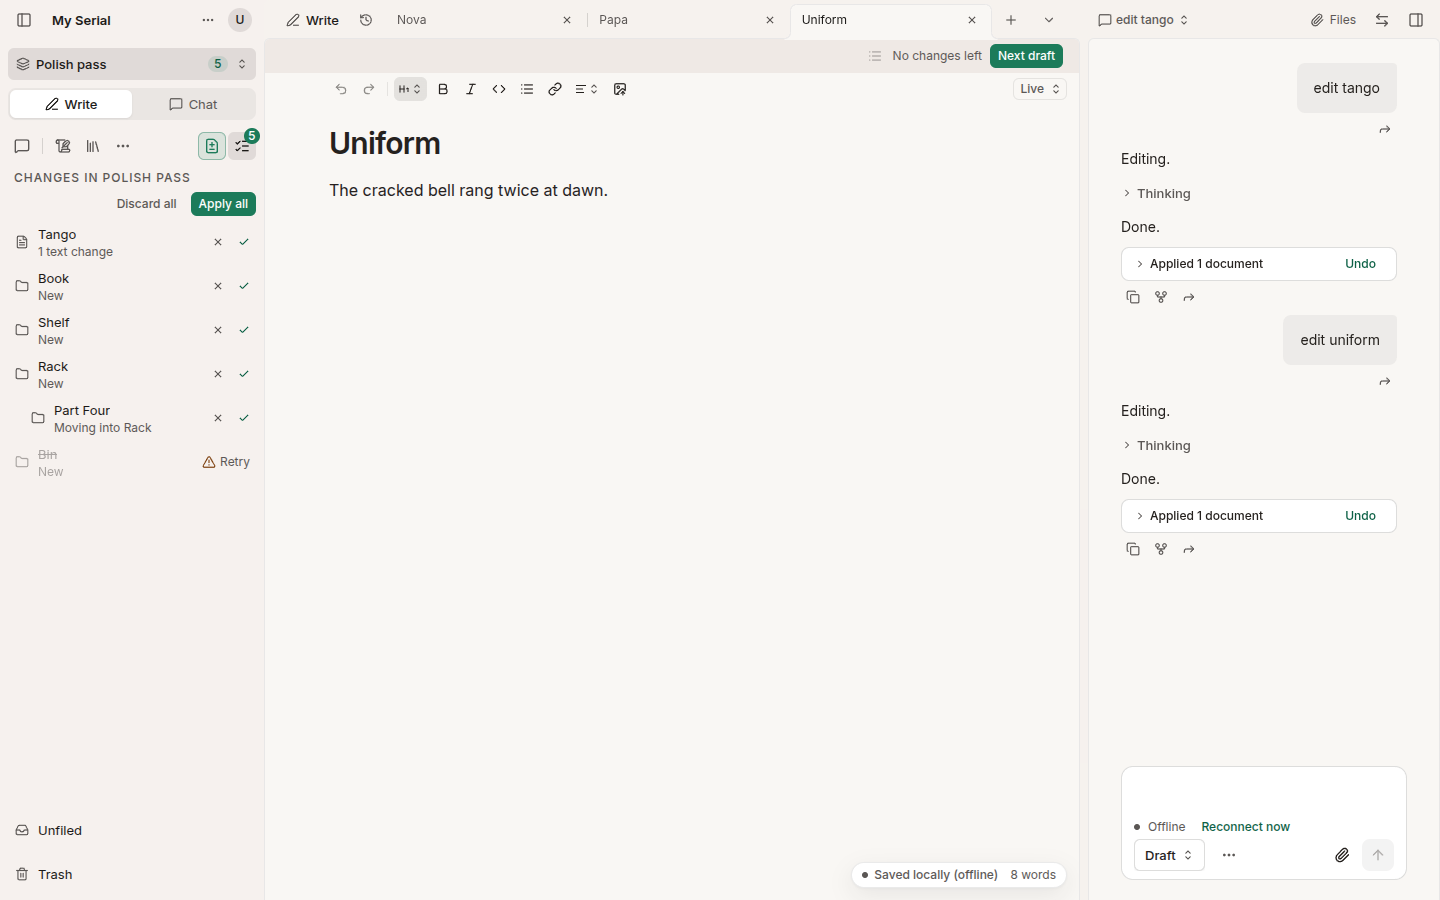 My Serial
U
Polish pass
5
Write
Chat
5
CHANGES IN POLISH PASS
Discard all
Apply all
Tango
1 text change
Book
New
Shelf
New
Rack
New
Part Four
Moving into Rack
Bin
New
Retry
Unfiled
Trash
Write
Nova
Papa
Uniform
No changes left
Next draft
H1
Live
Uniform
The cracked bell rang twice at dawn.
Saved locally (offline)
8 words
edit tango
Files
edit tango
Editing.
Thinking
Done.
Applied 1 document
Undo
edit uniform
Editing.
Thinking
Done.
Applied 1 document
Undo
Offline
Reconnect now
Draft